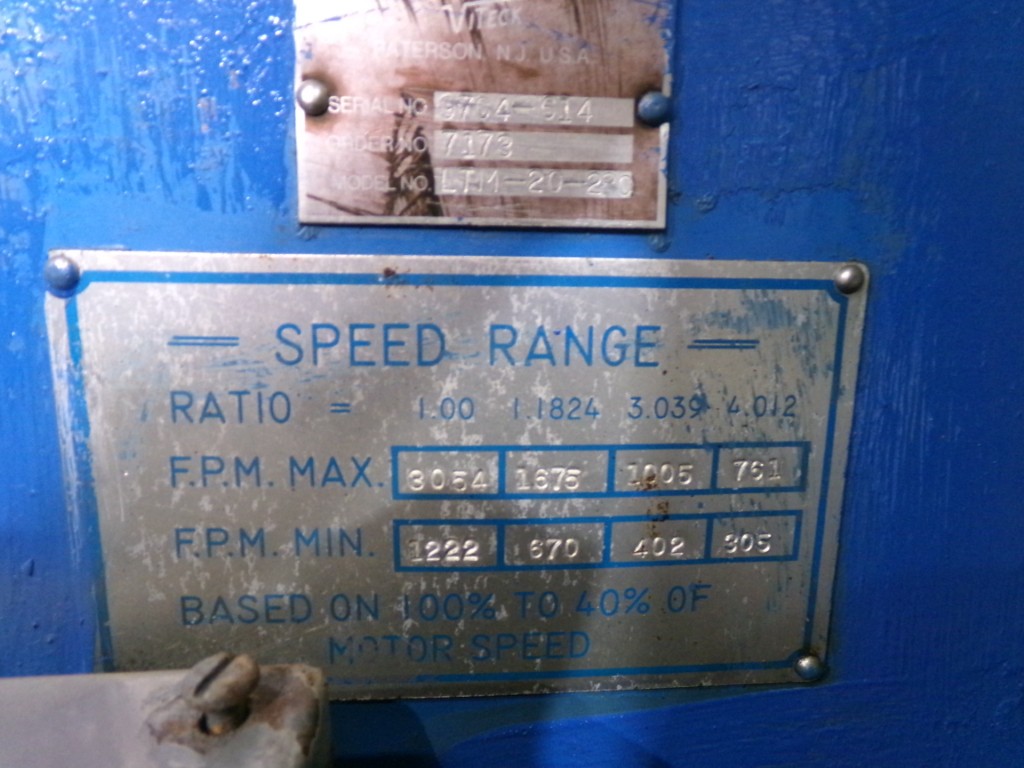 VITECK
PATERSON, N.J. U.S.A.
SERIAL NO.
ORDER NO. 7173
MODEL NO.
SPEED RANGE
RATIO = 1.00 1.1824 3.039 4.012
F.P.M. MAX. 3054 1675 1005 761
F.P.M. MIN. 1222 670 402 305
BASED ON 100% TO 40% OF
MOTOR SPEED